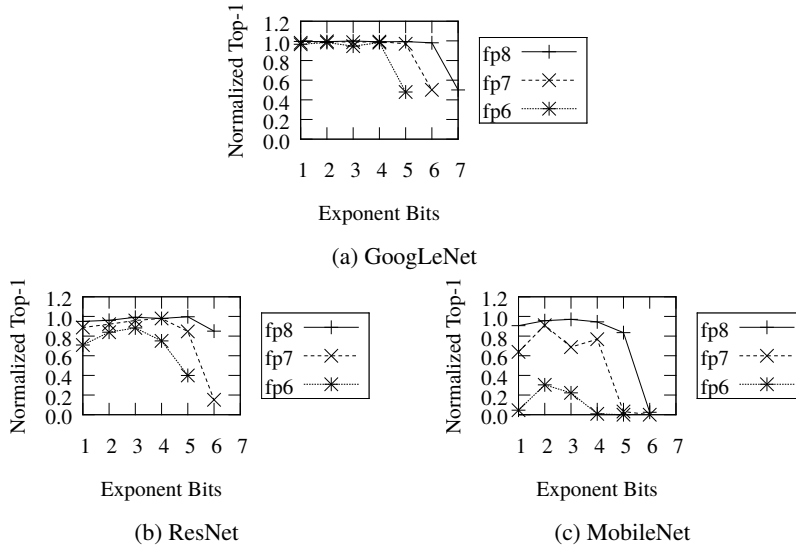 Normalized Top-1
1.2
1.0
0.8
0.6
0.4
0.2
0.0
1 2 3 4 5 6 7
Exponent Bits
fp8
fp7
fp6
(a) GoogLeNet
Normalized Top-1
1.2
1.0
0.8
0.6
0.4
0.2
0.0
1 2 3 4 5 6 7
Exponent Bits
fp8
fp7
fp6
(b) ResNet
Normalized Top-1
1.2
1.0
0.8
0.6
0.4
0.2
0.0
1 2 3 4 5 6 7
Exponent Bits
fp8
fp7
fp6
(c) MobileNet